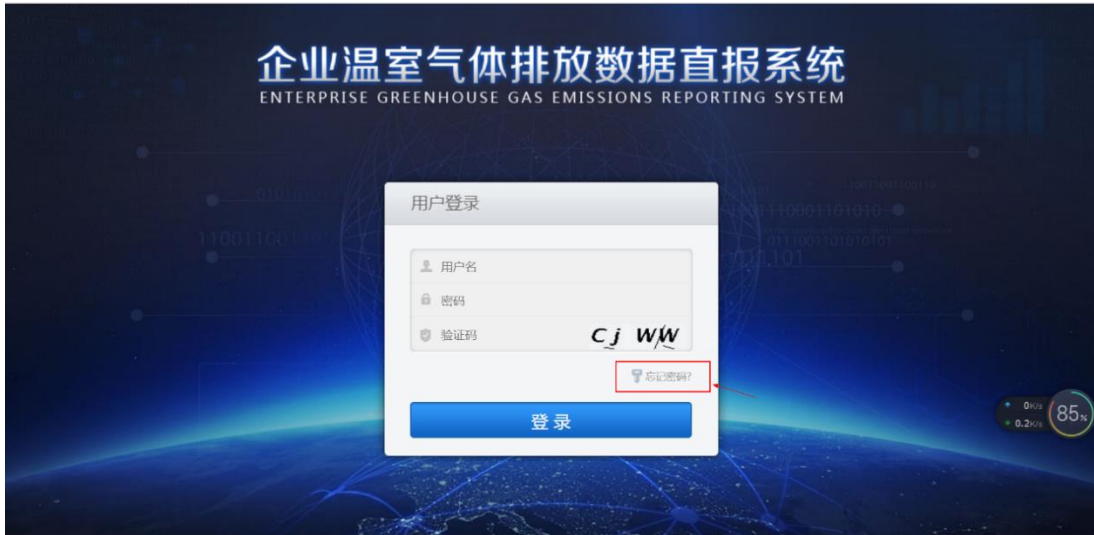 企业温室气体排放数据直报系统
ENTERPRISE GREENHOUSE GAS EMISSIONS REPORTING SYSTEM
用户登录
用户名
密码
验证码 Cj WW
忘记密码?
登录
0K/s
0.2K/s
85%